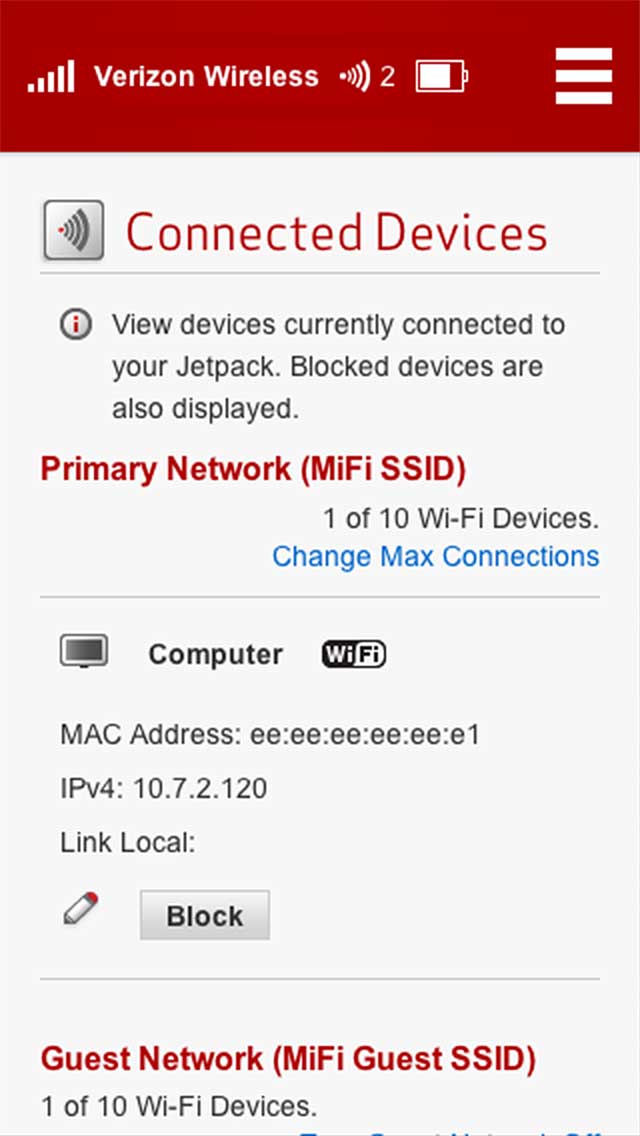 Verizon Wireless 2
Connected Devices
View devices currently connected to
your Jetpack. Blocked devices are
also displayed.
Primary Network (MiFi SSID)
1 of 10 Wi-Fi Devices.
Change Max Connections
Computer WiFi
MAC Address: ee:ee:ee:ee:ee:e1
IPv4: 10.7.2.120
Link Local:
Block
Guest Network (MiFi Guest SSID)
1 of 10 Wi-Fi Devices.